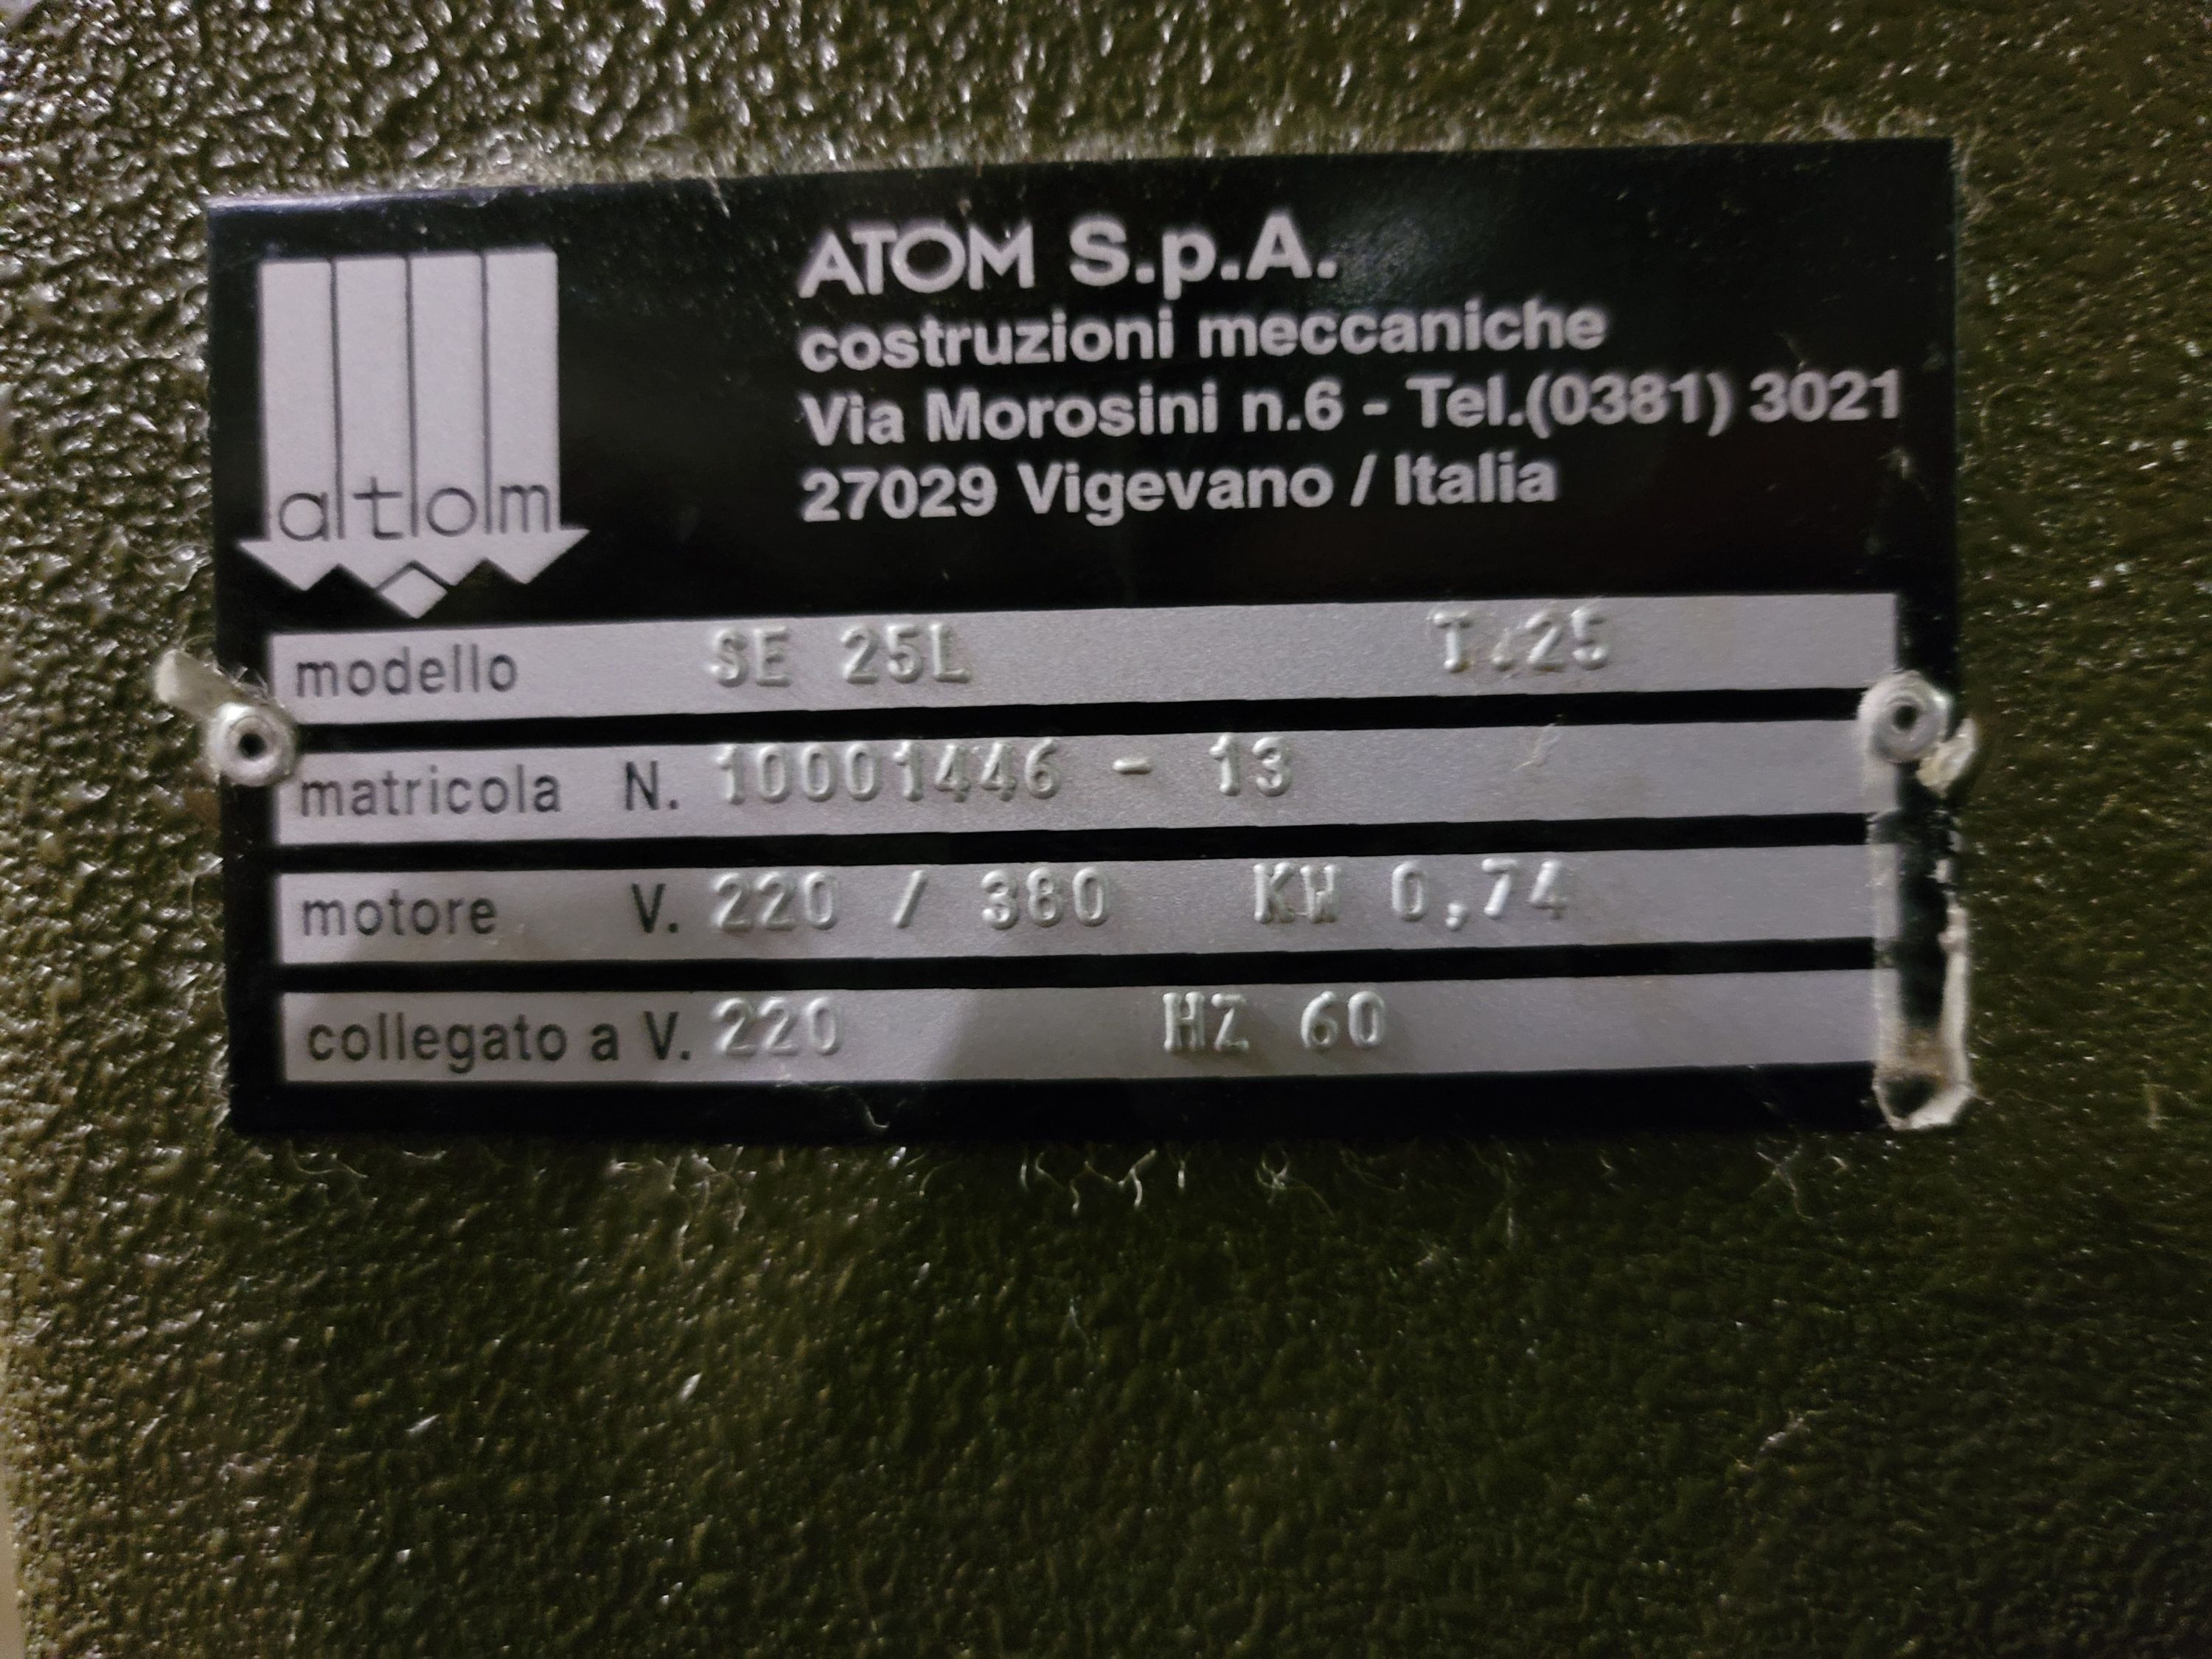 ATOM S.p.A.
costruzioni meccaniche
Via Morosini n.6 - Tel.(0381) 3021
27029 Vigevano / Italia
atom
modello SE 25L T.25
matricola N. 10001446 - 13
motore V. 220 / 380 KW 0,74
collegato a V. 220 HZ 60